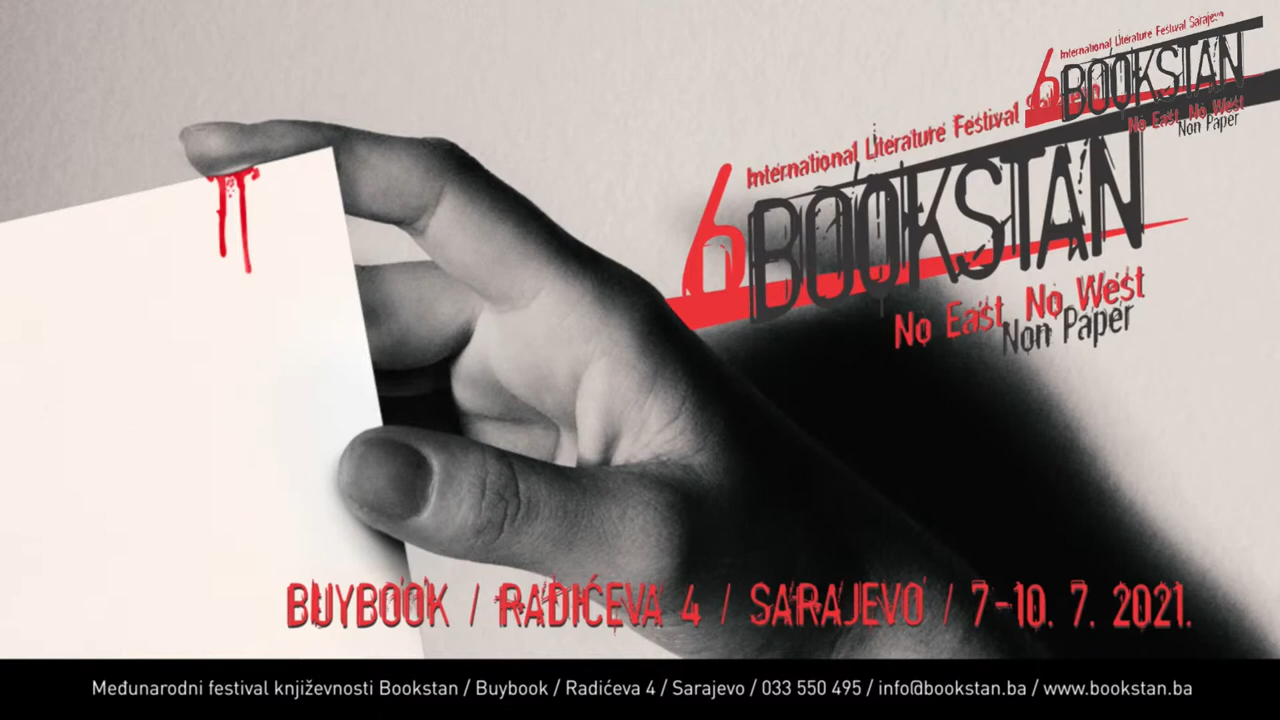 International Literature Festival Sarajevo
6 BOOKSTAN
No East, No West
Non Paper
International Literature Festival
6 BOOKSTAN
No East, No West
Non Paper
BUYBOOK / RADIĆEVA 4 / SARAJEVO / 7-10. 7. 2021.
Međunarodni festival književnosti Bookstan / Buybook / Radićeva 4 / Sarajevo / 033 550 495 / info@bookstan.ba / www.bookstan.ba